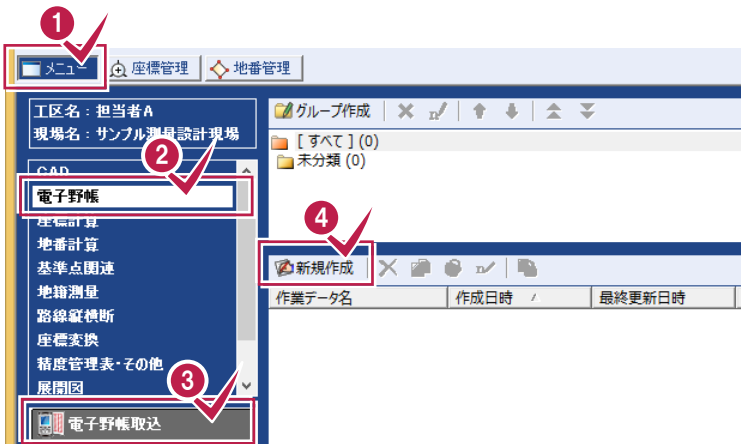 1
メニュー 座標管理 地番管理
工区名：担当者A
現場名：サンプル測量設計現場
グループ作成
[ すべて ] (0)
未分類 (0)
2
CAD
電子野帳
座標計算
地番計算
基準点関連
地籍測量
路線縦横断
座標変換
精度管理表・その他
展開図
3
電子野帳取込
4
新規作成
作業データ名 作成日時 最終更新日時